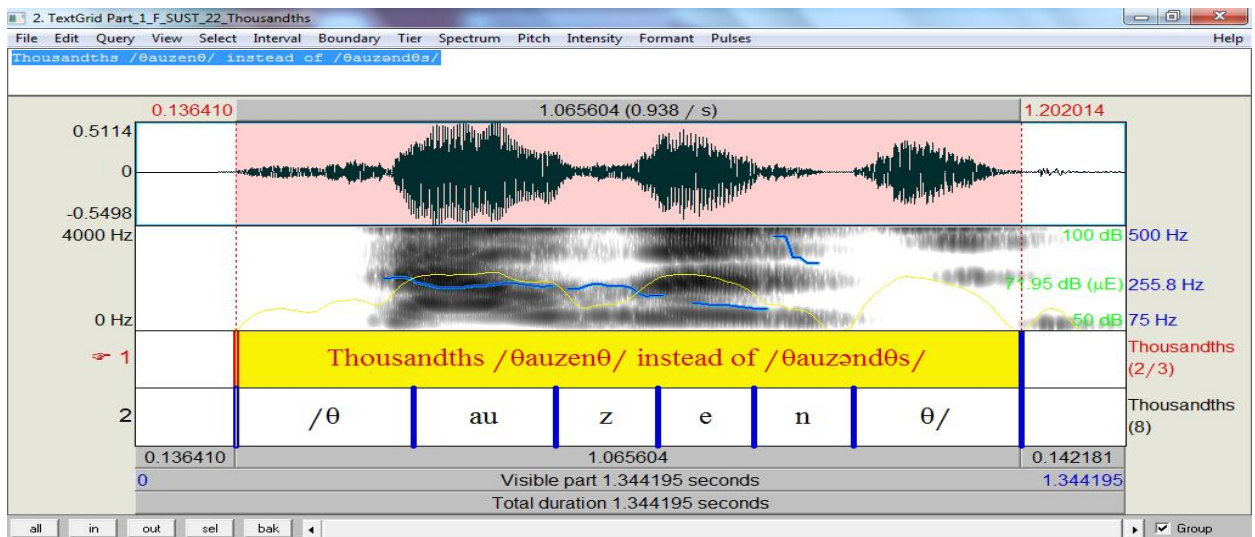 2. TextGrid Part_1_F_SUST_22_Thousandths
File Edit Query View Select Interval Boundary Tier Spectrum Pitch Intensity Formant Pulses Help
Thousandths /θauzenθ/ instead of /θauzəndθs/
0.136410 1.065604 (0.938 / s) 1.202014
0.5114
0
-0.5498
4000 Hz 100 dB 500 Hz
71.95 dB (µE) 255.8 Hz
0 Hz 50 dB 75 Hz
1 Thousandths /θauzenθ/ instead of /θauzəndθs/ Thousandths
(2/3)
2 /θ au z e n θ/ Thousandths
(8)
0.136410 1.065604 0.142181
0 Visible part 1.344195 seconds 1.344195
Total duration 1.344195 seconds
all in out sel bak Group